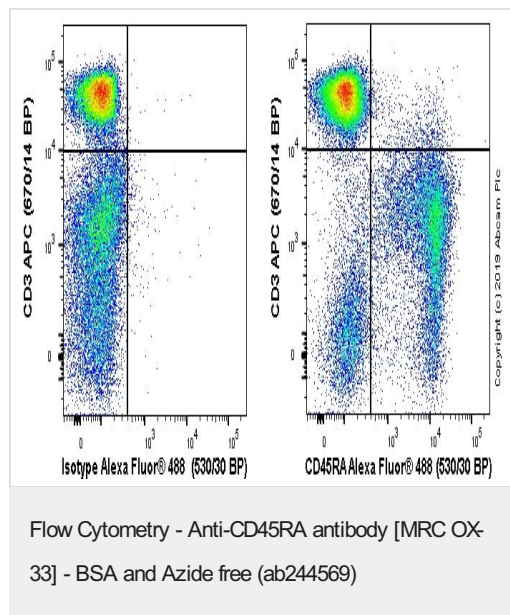 CD3 APC (670/14 BP)
10⁵
10⁴
10³
0
0
10³
10⁴
10⁵
Isotype Alexa Fluor® 488 (530/30 BP)
CD3 APC (670/14 BP)
10⁵
10⁴
10³
0
0
10³
10⁴
10⁵
CD45RA Alexa Fluor® 488 (530/30 BP)
Copyright (c) 2019 Abcam Plc
Flow Cytometry - Anti-CD45RA antibody [MRC OX-
33] - BSA and Azide free (ab244569)